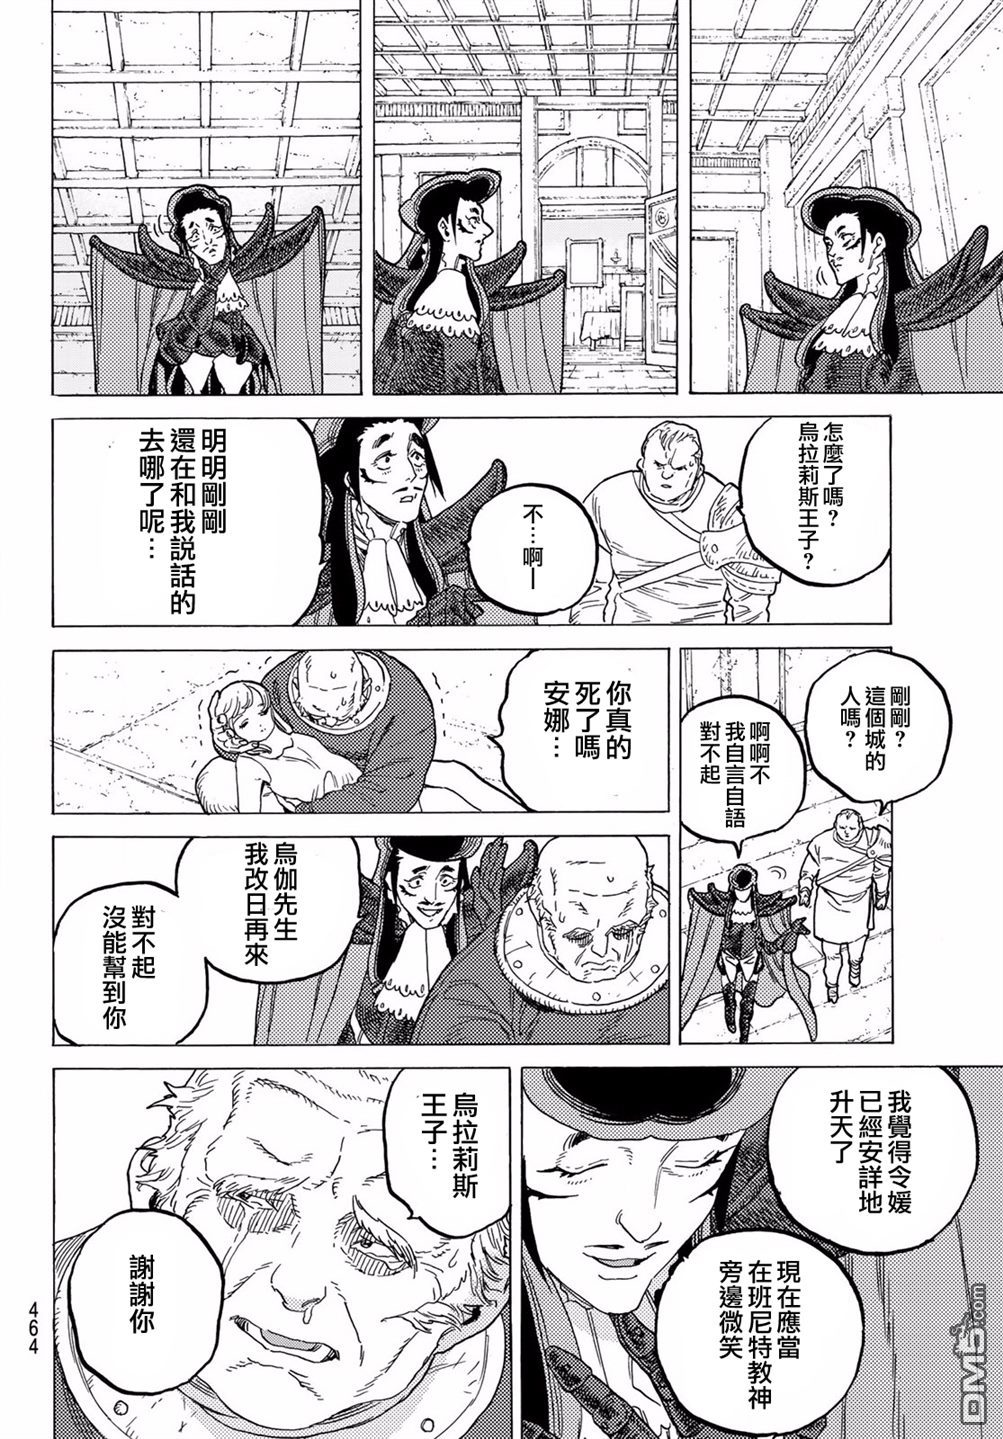 怎麼了嗎？
烏拉莉斯王子？
不…啊—
明明剛剛
還在和我說話的
去哪了呢…
剛剛？
這個城的
人嗎？
啊啊不
我自言自語
對不起
你真的
死了嗎
安娜…
烏伽先生
我改日再來
對不起
沒能幫到你
我覺得令媛
已經安詳地
升天了
現在應當
在班尼特教神
旁邊微笑
烏拉莉斯
王子…
謝謝你
464
DM5.com